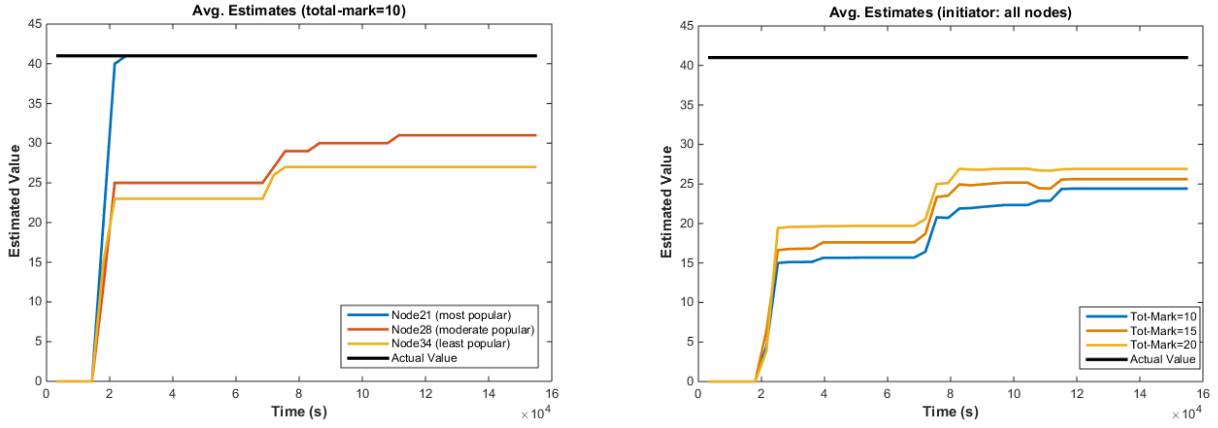 Avg. Estimates (total-mark=10)
Estimated Value
45
40
35
30
25
20
15
10
5
0
Node21 (most popular)
Node28 (moderate popular)
Node34 (least popular)
Actual Value
0 2 4 6 8 10 12 14 16
Time (s)
×10^4
Avg. Estimates (initiator: all nodes)
Estimated Value
45
40
35
30
25
20
15
10
5
0
Tot-Mark=10
Tot-Mark=15
Tot-Mark=20
Actual Value
0 2 4 6 8 10 12 14 16
Time (s)
×10^4